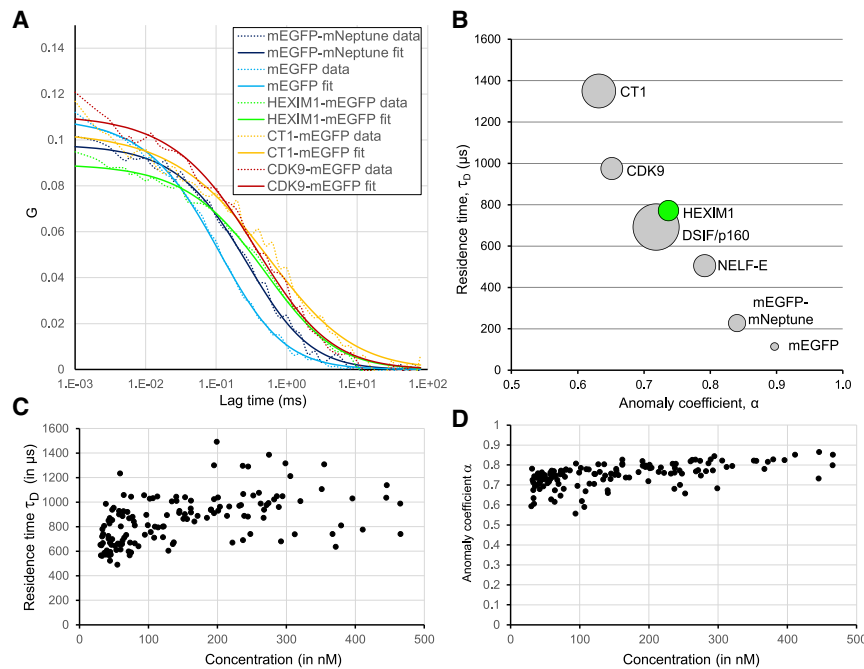 A
mEGFP-mNeptune data
mEGFP-mNeptune fit
mEGFP data
mEGFP fit
HEXIM1-mEGFP data
HEXIM1-mEGFP fit
CT1-mEGFP data
CT1-mEGFP fit
CDK9-mEGFP data
CDK9-mEGFP fit
G
0.14
0.12
0.1
0.08
0.06
0.04
0.02
0
1.E-03 1.E-02 1.E-01 1.E+00 1.E+01 1.E+02
Lag time (ms)
B
Residence time, τD (µs)
1600
1400
1200
1000
800
600
400
200
0
CT1
CDK9
HEXIM1
DSIF/p160
NELF-E
mEGFP-
mNeptune
mEGFP
0.5 0.6 0.7 0.8 0.9 1.0
Anomaly coefficient, α
C
Residence time τD (in µs)
1600
1400
1200
1000
800
600
400
200
0
0 100 200 300 400 500
Concentration (in nM)
D
Anomaly coefficient α
1
0.9
0.8
0.7
0.6
0.5
0.4
0.3
0.2
0.1
0
0 100 200 300 400 500
Concentration (in nM)